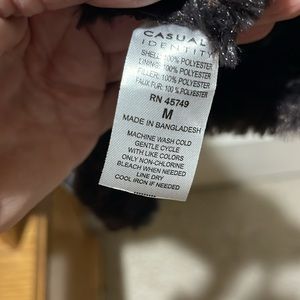 CASUAL
IDENTITY
SHELL: 100% POLYESTER
LINING: 100% POLYESTER
FILLER: 100% POLYESTER
FAUX FUR: 100% POLYESTER
RN 45749
M
MADE IN BANGLADESH
MACHINE WASH COLD
GENTLE CYCLE
WITH LIKE COLORS
ONLY NON-CHLORINE
BLEACH WHEN NEEDED
LINE DRY
COOL IRON IF NEEDED